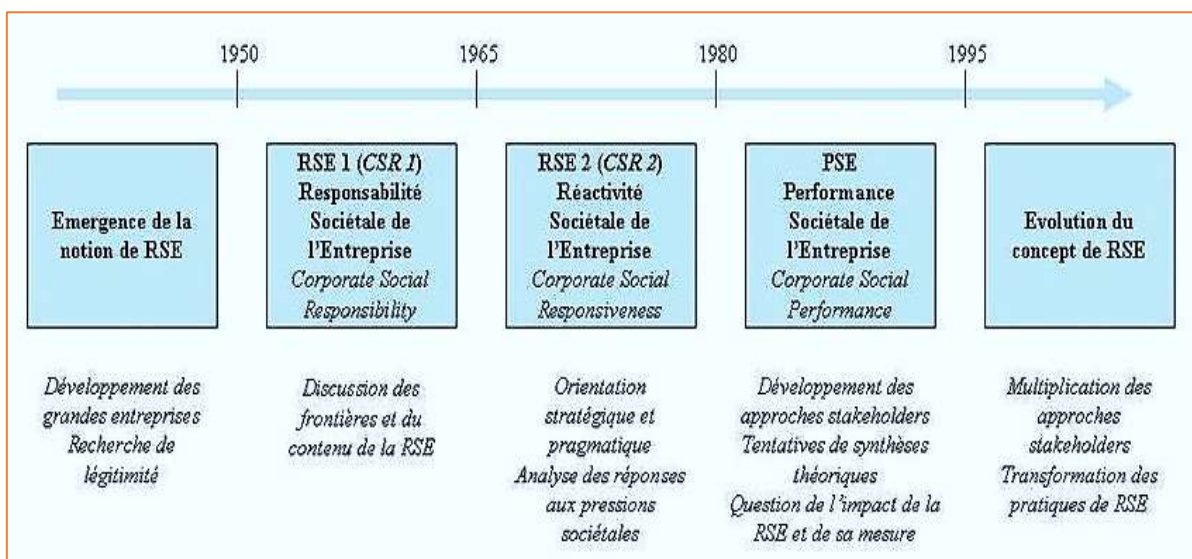 1950
1965
1980
1995
Emergence de la
notion de RSE
RSE 1 (CSR 1)
Responsabilité
Sociétale de
l'Entreprise
Corporate Social
Responsibility
RSE 2 (CSR 2)
Réactivité
Sociétale de
l'Entreprise
Corporate Social
Responsiveness
PSE
Performance
Sociétale de
l'Entreprise
Corporate Social
Performance
Evolution du
concept de RSE
Développement des
grandes entreprises
Recherche de
légitimité
Discussion des
frontières et du
contenu de la RSE
Orientation
stratégique et
pragmatique
Analyse des réponses
aux pressions
sociétales
Développement des
approches stakeholders
Tentatives de synthèses
théoriques
Question de l'impact de la
RSE et de sa mesure
Multiplication des
approches
stakeholders
Transformation des
pratiques de RSE